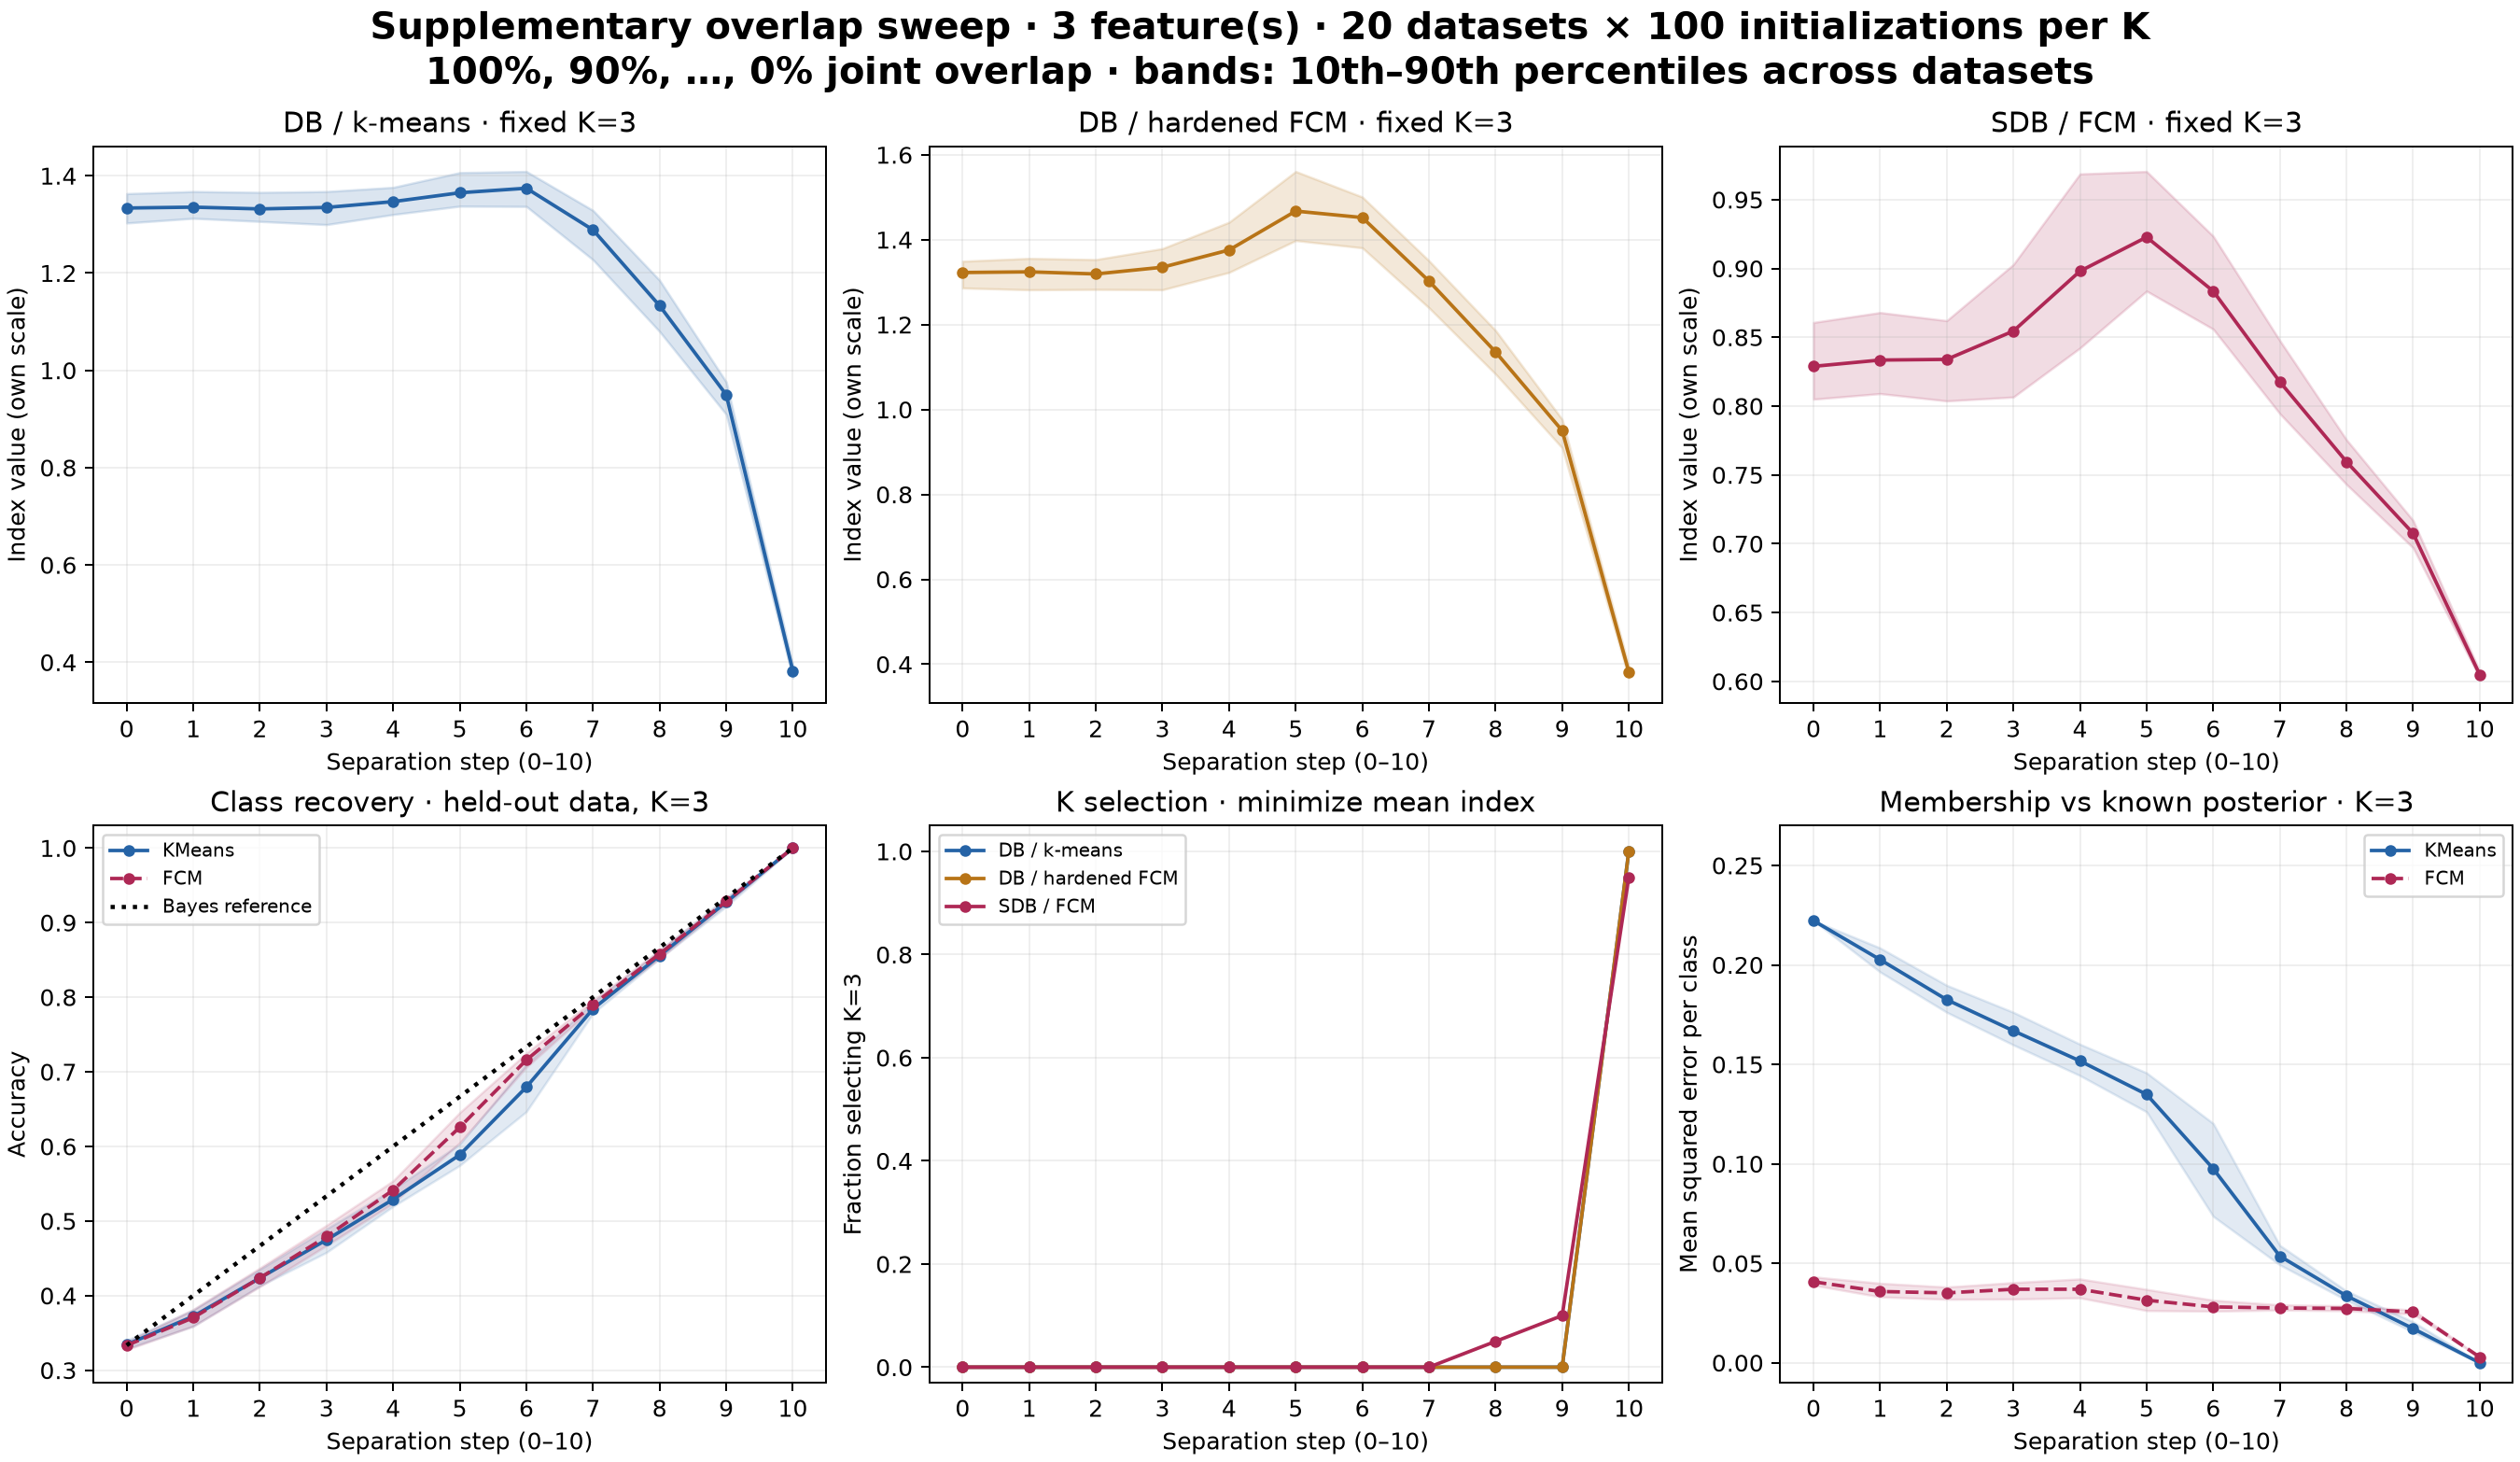 Supplementary overlap sweep · 3 feature(s) · 20 datasets × 100 initializations per K
100%, 90%, ..., 0% joint overlap · bands: 10th–90th percentiles across datasets
DB / k-means · fixed K=3
Index value (own scale)
1.4
1.2
1.0
0.8
0.6
0.4
0 1 2 3 4 5 6 7 8 9 10
Separation step (0–10)
DB / hardened FCM · fixed K=3
Index value (own scale)
1.6
1.4
1.2
1.0
0.8
0.6
0.4
0 1 2 3 4 5 6 7 8 9 10
Separation step (0–10)
SDB / FCM · fixed K=3
Index value (own scale)
0.95
0.90
0.85
0.80
0.75
0.70
0.65
0.60
0 1 2 3 4 5 6 7 8 9 10
Separation step (0–10)
Class recovery · held-out data, K=3
KMeans
FCM
Bayes reference
Accuracy
1.0
0.9
0.8
0.7
0.6
0.5
0.4
0.3
0 1 2 3 4 5 6 7 8 9 10
Separation step (0–10)
K selection · minimize mean index
DB / k-means
DB / hardened FCM
SDB / FCM
Fraction selecting K=3
1.0
0.8
0.6
0.4
0.2
0.0
0 1 2 3 4 5 6 7 8 9 10
Separation step (0–10)
Membership vs known posterior · K=3
KMeans
FCM
Mean squared error per class
0.25
0.20
0.15
0.10
0.05
0.00
0 1 2 3 4 5 6 7 8 9 10
Separation step (0–10)